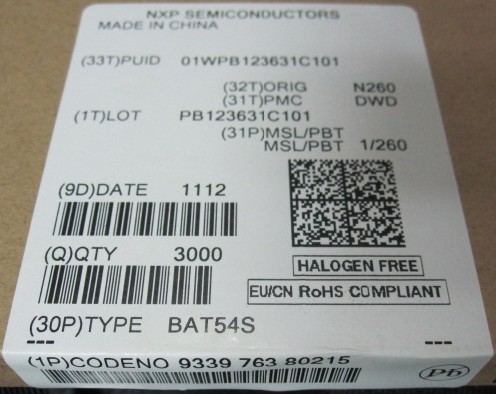 NXP SEMICONDUCTORS
MADE IN CHINA
(33T)PUID 01WPB123631C101
(32T)ORIG N260
(31T)PMC DWD
(1T)LOT PB123631C101
(31P)MSL/PBT
MSL/PBT 1/260
(9D)DATE 1112
(Q)QTY 3000
HALOGEN FREE
EU/CN RoHS COMPLIANT
(30P)TYPE BAT54S
--- ---
(1P)CODENO 9339 763 80215
Pb